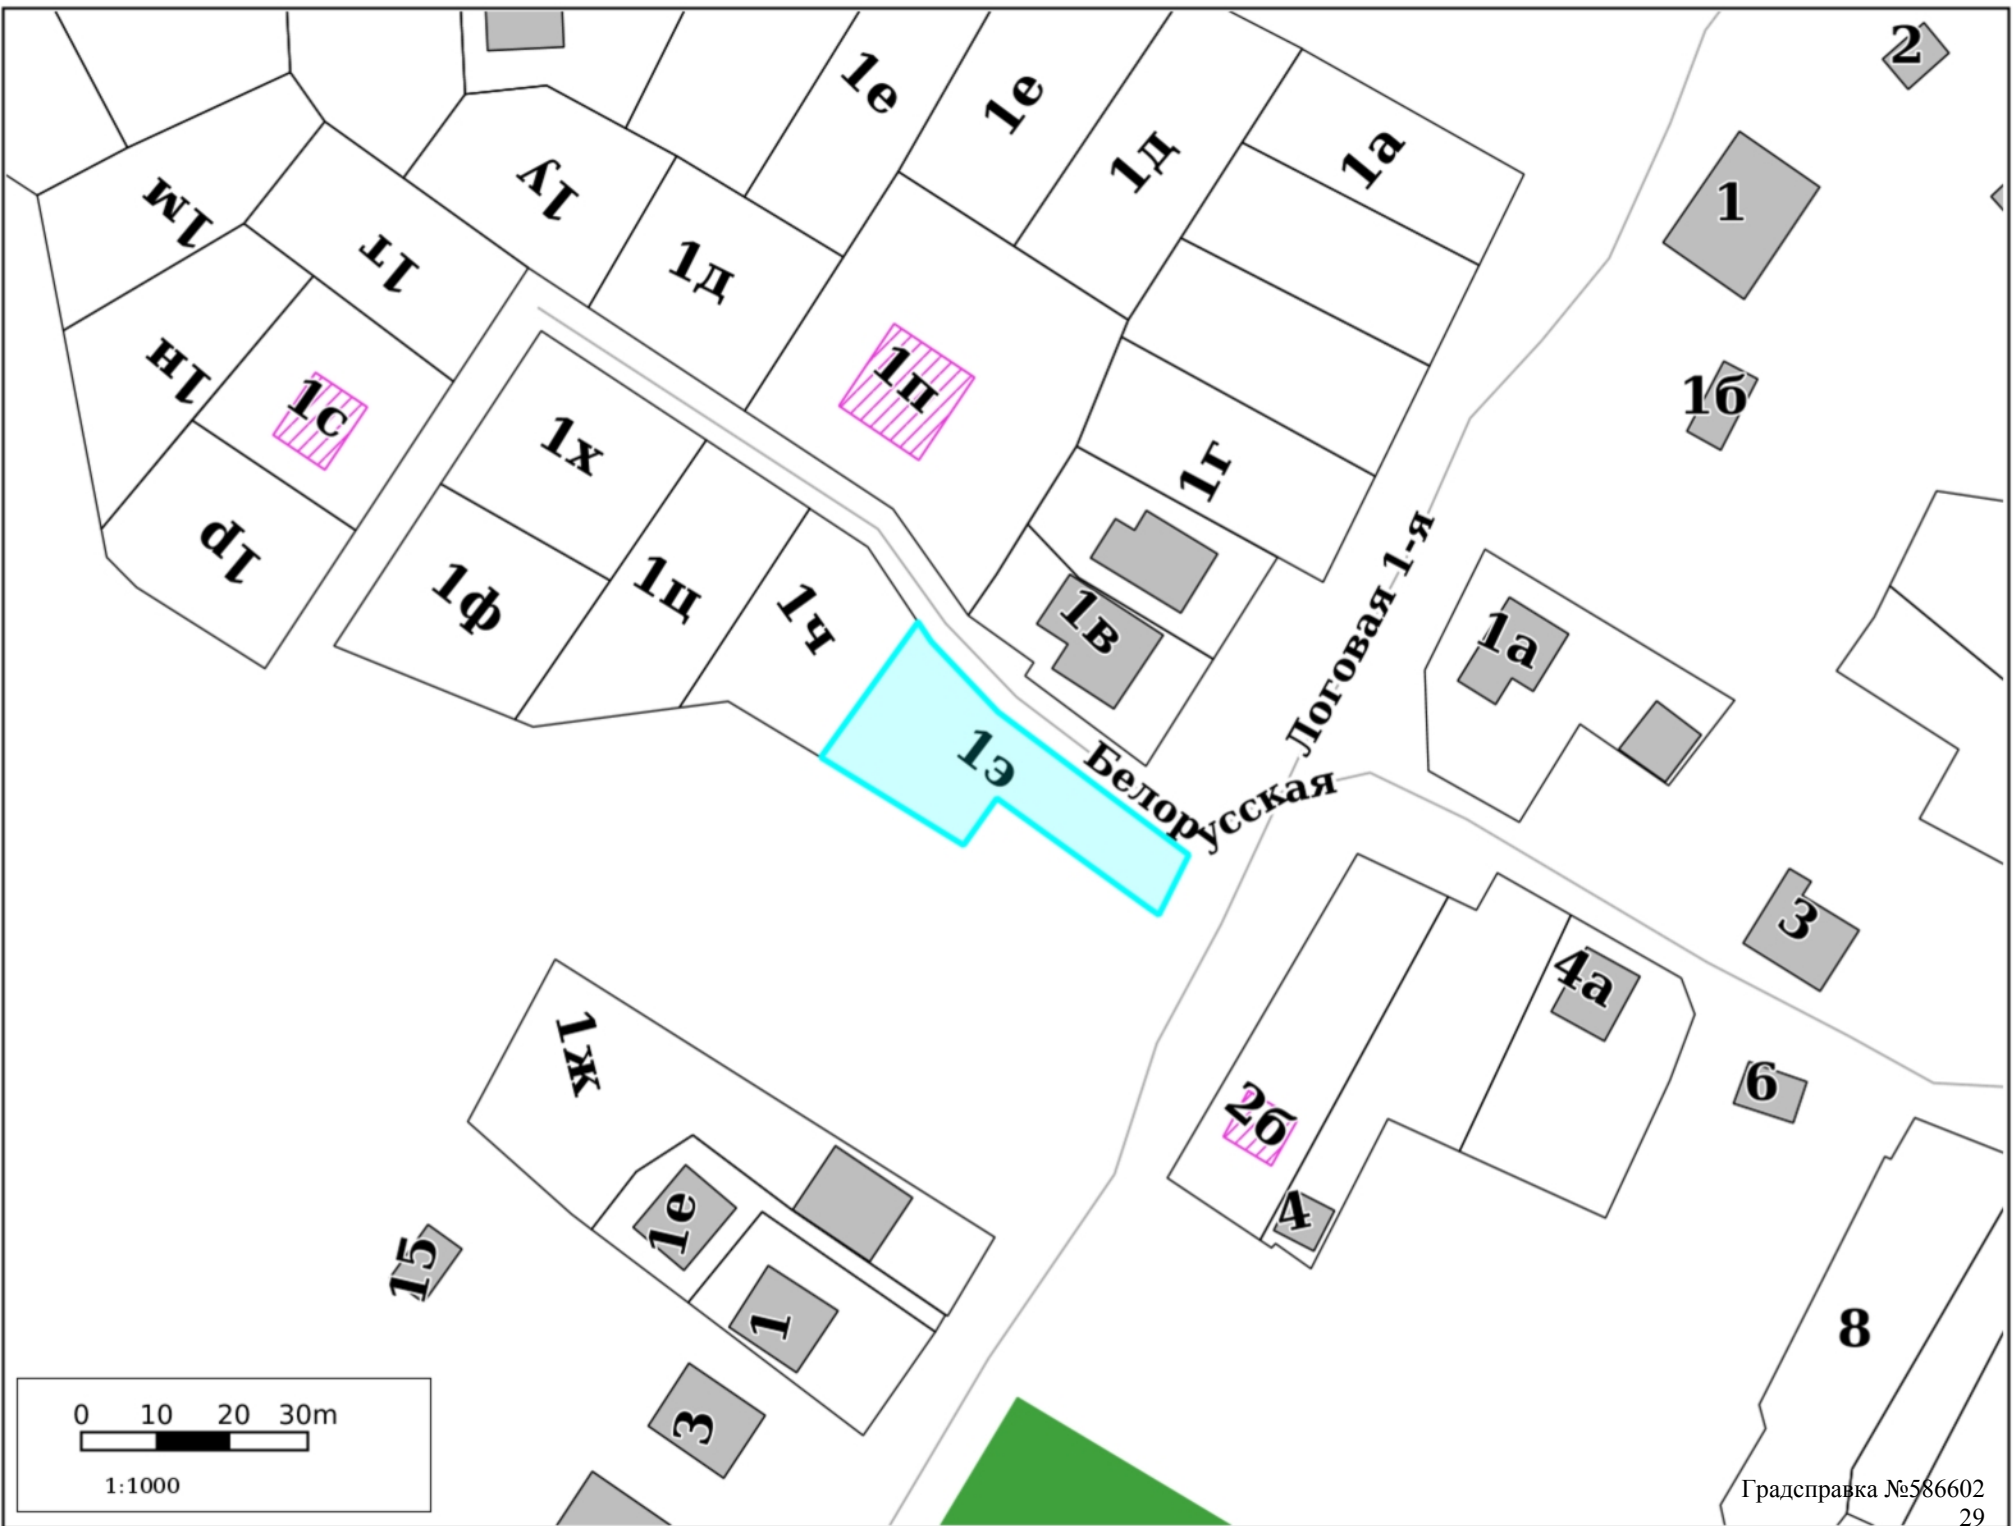 2
1е
1е
1д
1а
1у
1м
1
1т
1д
1н
1с
1п
1б
1х
1г
1р
1ф
1ц
1ч
1в
1а
Логовая 1-я
1э
Белорусская
3
4а
1ж
6
2б
4
1е
15
1
8
3
0 10 20 30m
1:1000
Градсправка №586602
29